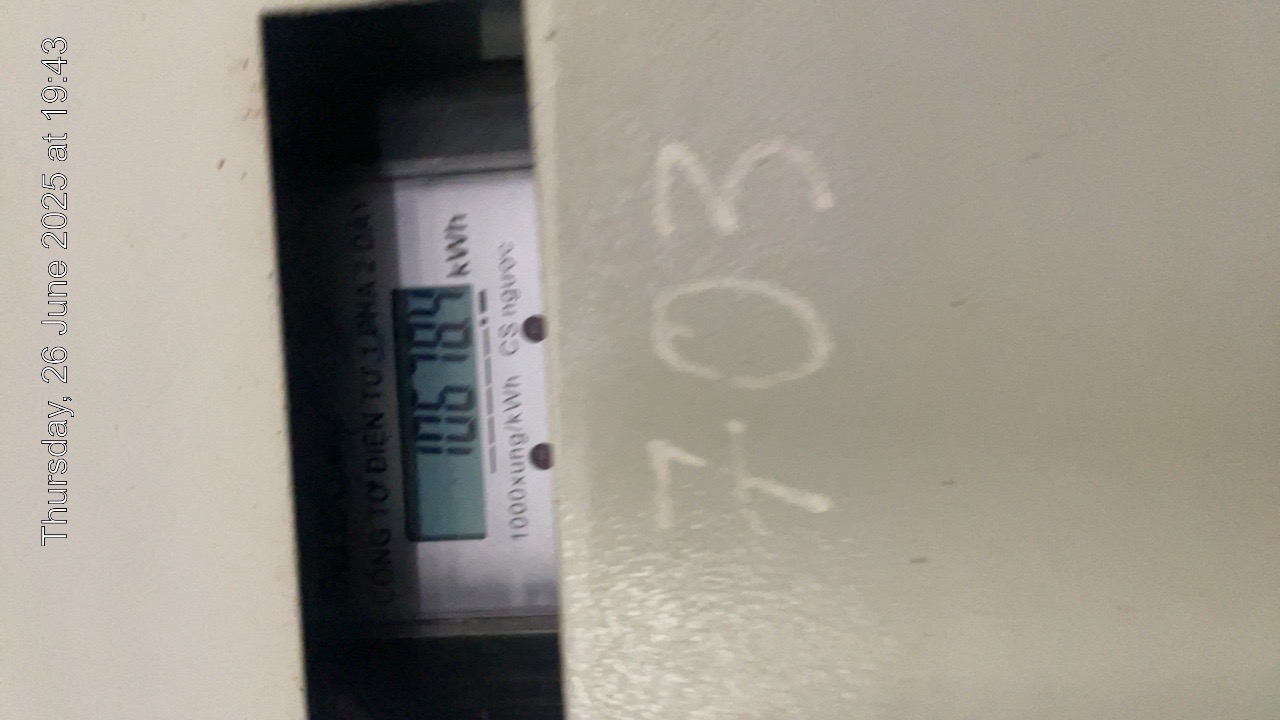 Thursday, 26 June 2025 at 19:43
CÔNG TƠ ĐIỆN TỬ 1 PHA 2 DÂY
kWh
1000xung/kWh CS ngược
703